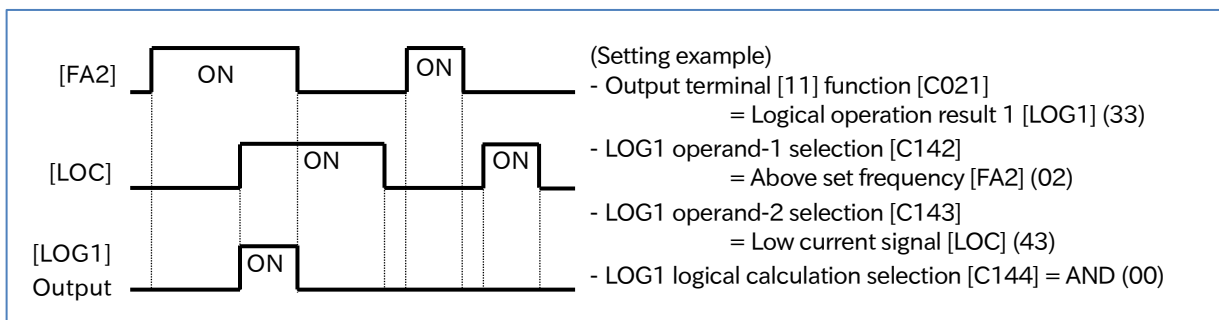 [FA2]
ON
ON
[LOC]
ON
ON
[LOG1]
Output
ON
(Setting example)
- Output terminal [11] function [C021]
= Logical operation result 1 [LOG1] (33)
- LOG1 operand-1 selection [C142]
= Above set frequency [FA2] (02)
- LOG1 operand-2 selection [C143]
= Low current signal [LOC] (43)
- LOG1 logical calculation selection [C144] = AND (00)